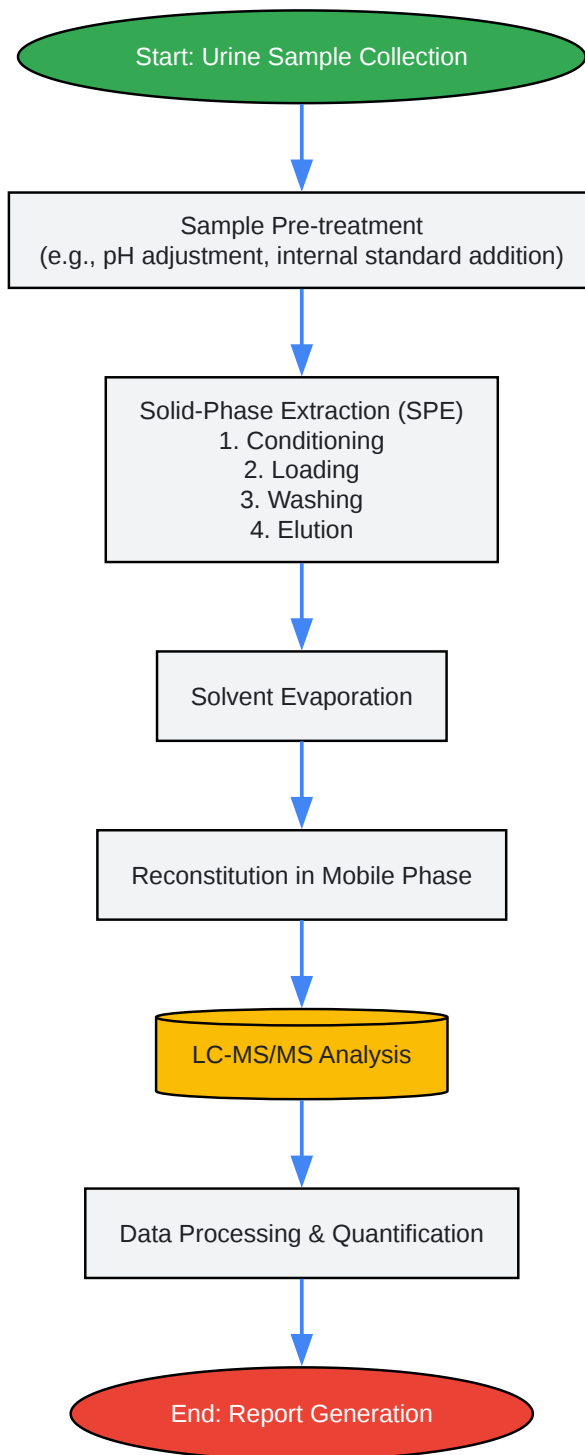 Start: Urine Sample Collection
Sample Pre-treatment
(e.g., pH adjustment, internal standard addition)
Solid-Phase Extraction (SPE)
1. Conditioning
2. Loading
3. Washing
4. Elution
Solvent Evaporation
Reconstitution in Mobile Phase
LC-MS/MS Analysis
Data Processing & Quantification
End: Report Generation